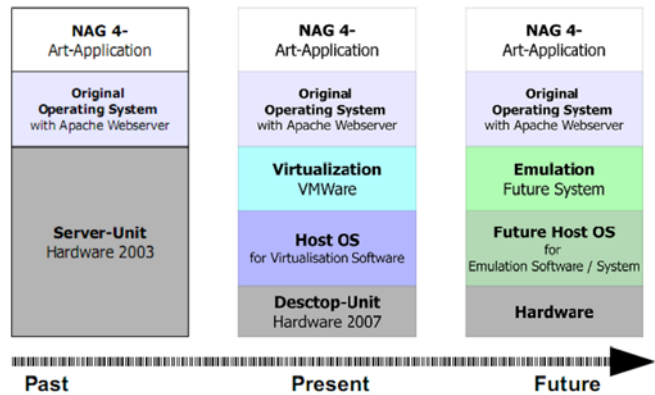 NAG 4-
Art-Application
Original
Operating System
with Apache Webserver
Server-Unit
Hardware 2003
NAG 4-
Art-Application
Original
Operating System
with Apache Webserver
Virtualization
VMWare
Host OS
for Virtualisation Software
Desctop-Unit
Hardware 2007
NAG 4-
Art-Application
Original
Operating System
with Apache Webserver
Emulation
Future System
Future Host OS
for
Emulation Software / System
Hardware
Past
Present
Future